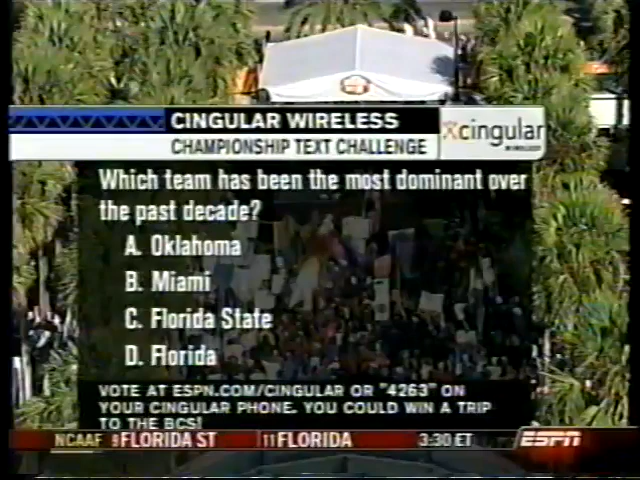 CINGULAR WIRELESS
CHAMPIONSHIP TEXT CHALLENGE
cingular
WIRELESS
Which team has been the most dominant over
the past decade?
A. Oklahoma
B. Miami
C. Florida State
D. Florida
VOTE AT ESPN.COM/CINGULAR OR "4263" ON
YOUR CINGULAR PHONE. YOU COULD WIN A TRIP
TO THE BCS!
NCAAF 9 FLORIDA ST 11 FLORIDA 3:30 ET ESPN